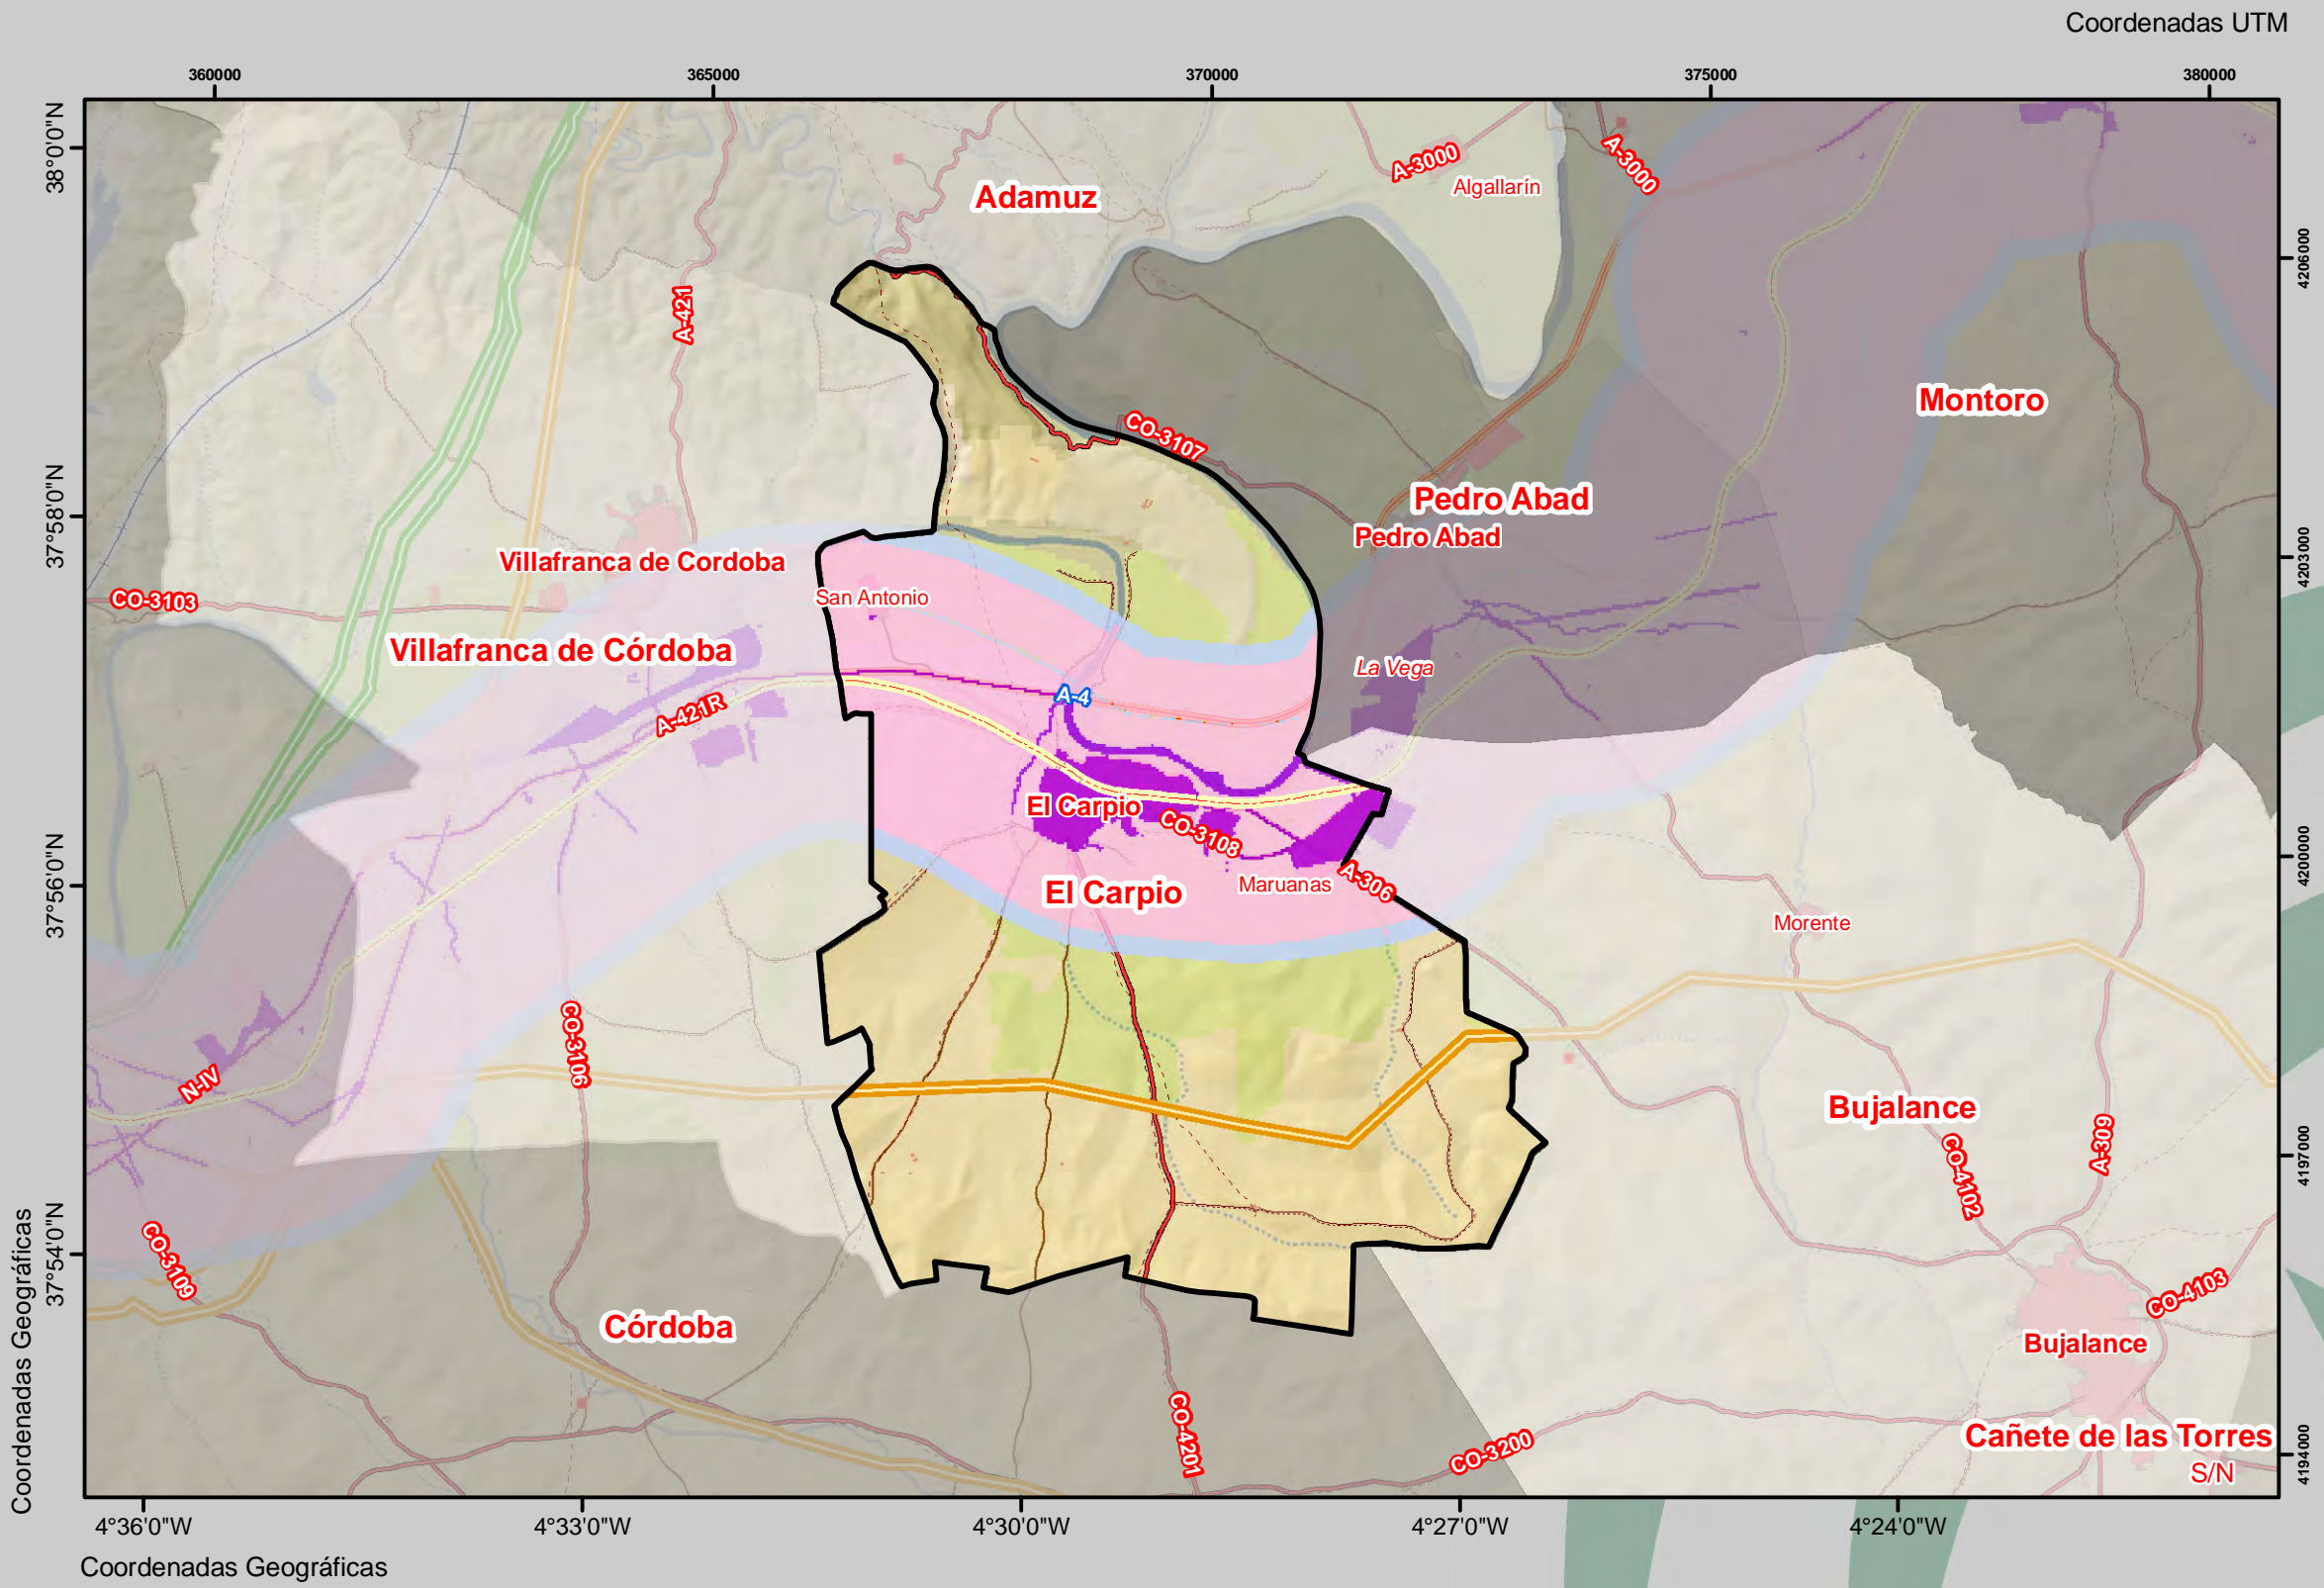 Coordenadas UTM
360000
365000
370000
375000
380000
38°0'0"N
37°58'0"N
37°56'0"N
37°54'0"N
Coordenadas Geográficas
4206000
4203000
4200000
4197000
4194000
A-3000
A-3000
Algallarín
Adamuz
A-421
Montoro
CO-3107
Pedro Abad
Pedro Abad
Villafranca de Cordoba
San Antonio
CO-3103
Villafranca de Córdoba
La Vega
A-4
A-421R
El Carpio
CO-3108
El Carpio
Maruanas
A-306
Morente
CO-3106
N-IV
Bujalance
A-309
CO-4102
CO-3109
CO-4103
Córdoba
Bujalance
CO-4201
CO-3200
Cañete de las Torres
S/N
4°36'0"W
4°33'0"W
4°30'0"W
4°27'0"W
4°24'0"W
Coordenadas Geográficas